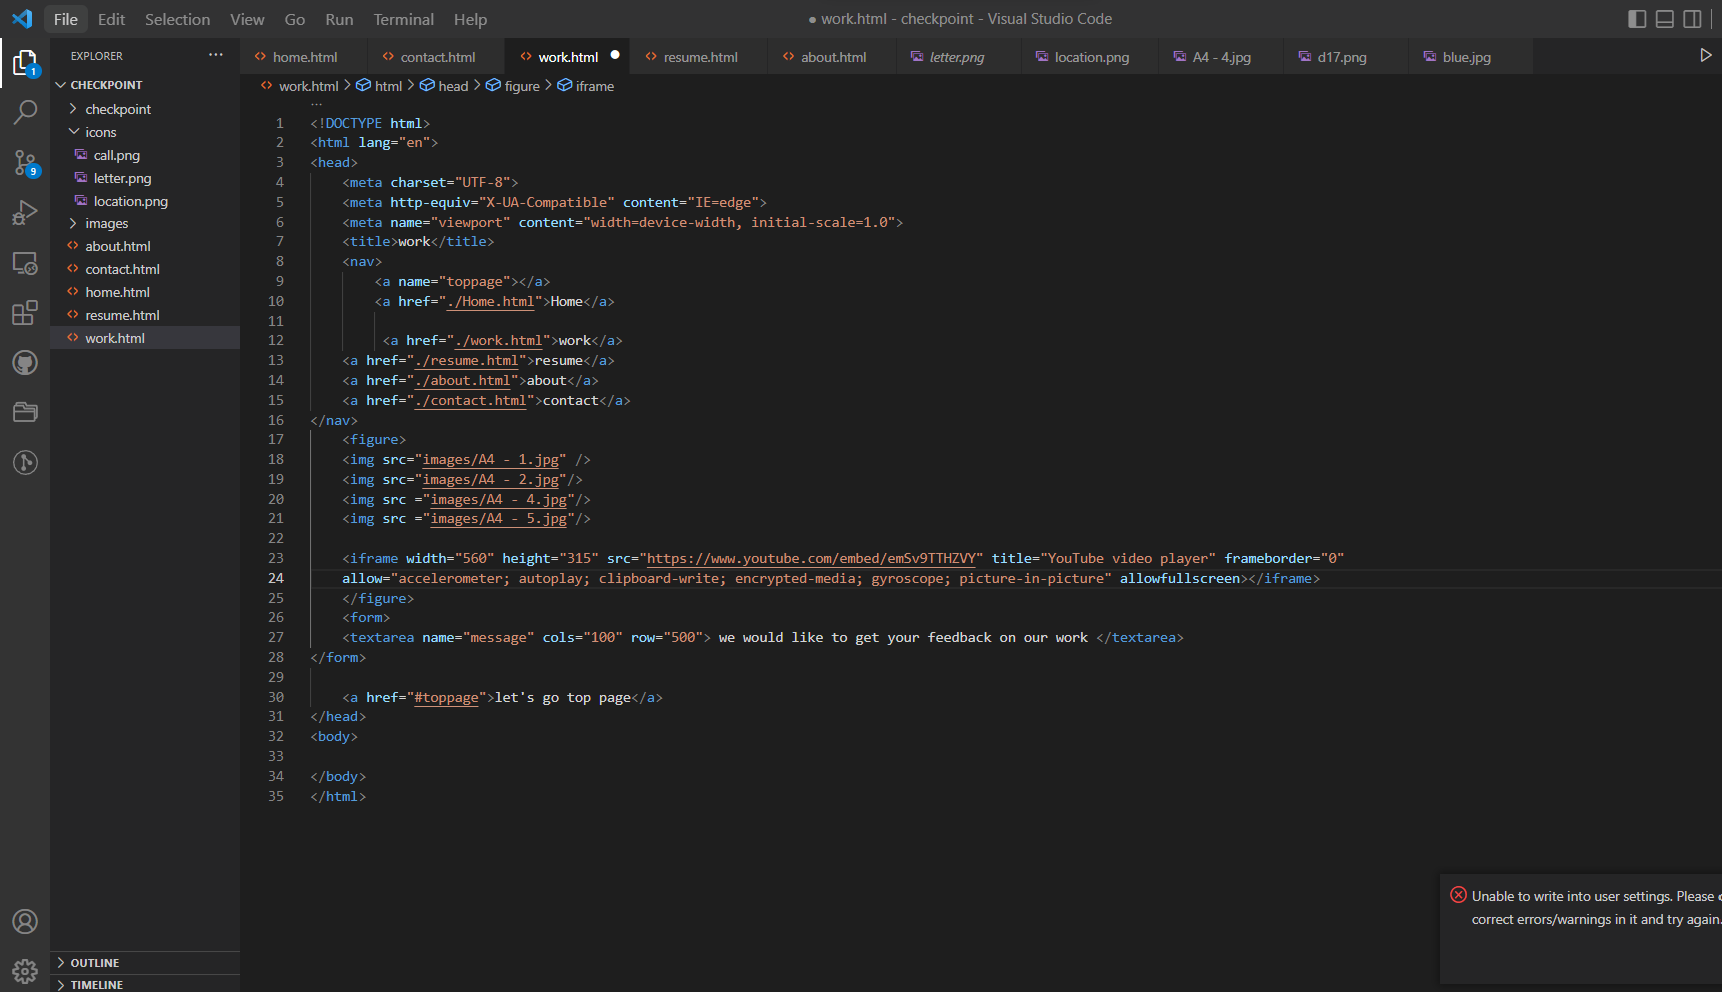 File Edit Selection View Go Run Terminal Help
● work.html - checkpoint - Visual Studio Code
EXPLORER ···
CHECKPOINT
checkpoint
icons
call.png
letter.png
location.png
images
about.html
contact.html
home.html
resume.html
work.html
OUTLINE
TIMELINE
1
9
home.html contact.html work.html resume.html about.html letter.png location.png A4 - 4.jpg d17.png blue.jpg
work.html > html > head > figure > iframe
...
1 <!DOCTYPE html>
2 <html lang="en">
3 <head>
4 <meta charset="UTF-8">
5 <meta http-equiv="X-UA-Compatible" content="IE=edge">
6 <meta name="viewport" content="width=device-width, initial-scale=1.0">
7 <title>work</title>
8 <nav>
9 <a name="toppage"></a>
10 <a href="./Home.html">Home</a>
11
12 <a href="./work.html">work</a>
13 <a href="./resume.html">resume</a>
14 <a href="./about.html">about</a>
15 <a href="./contact.html">contact</a>
16 </nav>
17 <figure>
18 <img src="images/A4 - 1.jpg" />
19 <img src="images/A4 - 2.jpg"/>
20 <img src ="images/A4 - 4.jpg"/>
21 <img src ="images/A4 - 5.jpg"/>
22
23 <iframe width="560" height="315" src="https://www.youtube.com/embed/emSv9TTHZVY" title="YouTube video player" frameborder="0"
24 allow="accelerometer; autoplay; clipboard-write; encrypted-media; gyroscope; picture-in-picture" allowfullscreen></iframe>
25 </figure>
26 <form>
27 <textarea name="message" cols="100" row="500"> we would like to get your feedback on our work </textarea>
28 </form>
29
30 <a href="#toppage">let's go top page</a>
31 </head>
32 <body>
33
34 </body>
35 </html>
Unable to write into user settings. Please
correct errors/warnings in it and try again.